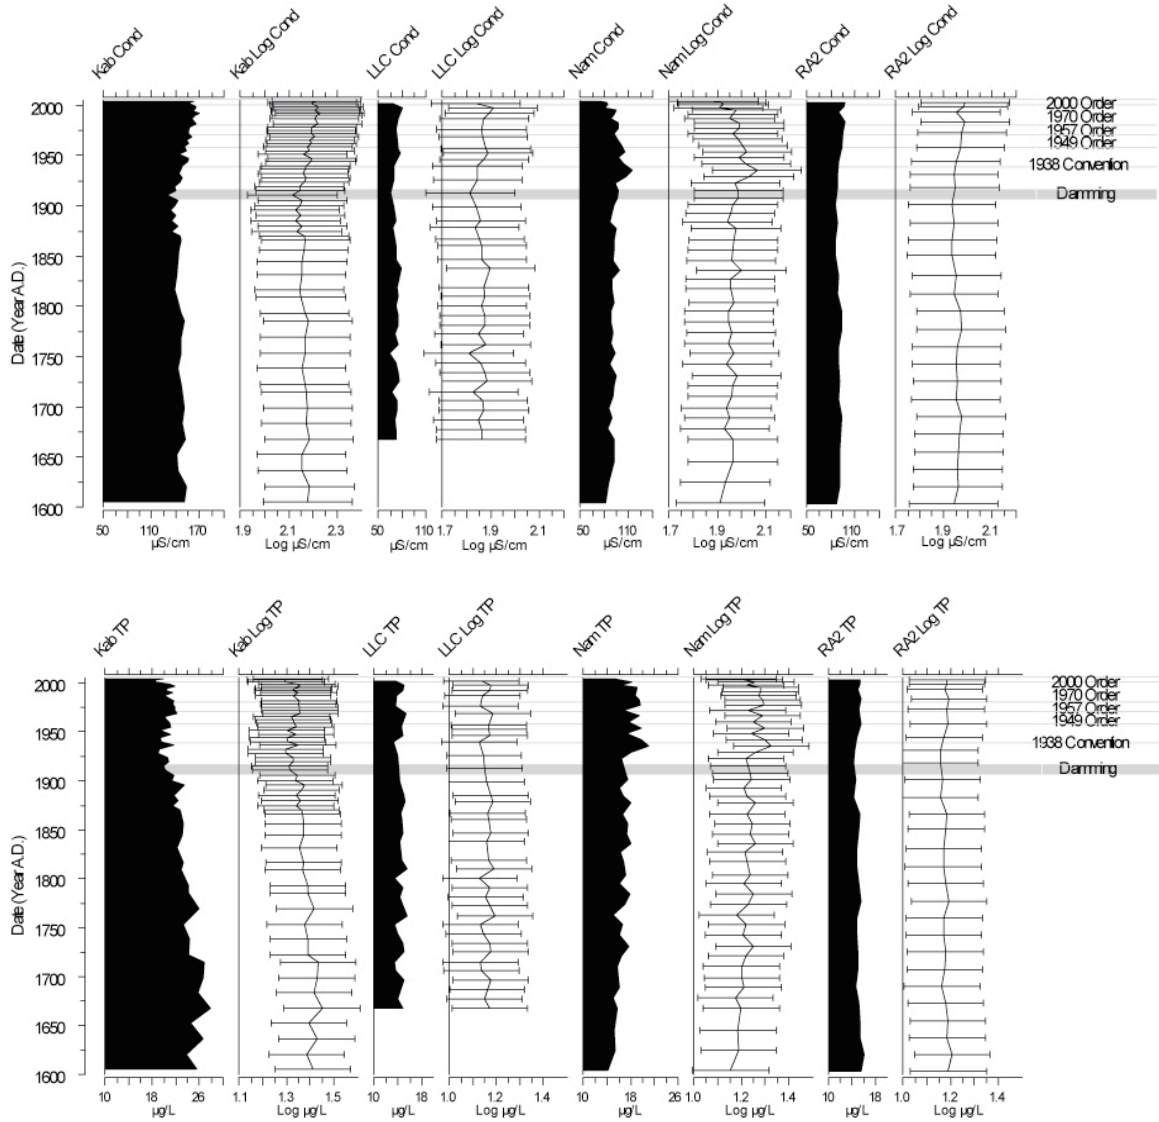 Kab Cond
Kab Log Cond
LLC Cond
LLC Log Cond
Nam Cond
Nam Log Cond
RA2 Cond
RA2 Log Cond
2000
1950
1900
1850
1800
1750
1700
1650
1600
Date (Year A.D.)
2000 Order
1970 Order
1957 Order
1949 Order
1938 Convention
Damming
50 110 170 1.9 2.1 2.3 50 110 1.7 1.9 2.1 50 110 1.7 1.9 2.1 50 110 1.7 1.9 2.1
µS/cm Log µS/cm µS/cm Log µS/cm µS/cm Log µS/cm µS/cm Log µS/cm
Kab TP
Kab Log TP
LLC TP
LLC Log TP
Nam TP
Nam Log TP
RA2 TP
RA2 Log TP
2000
1950
1900
1850
1800
1750
1700
1650
1600
Date (Year A.D.)
2000 Order
1970 Order
1957 Order
1949 Order
1938 Convention
Damming
10 18 26 1.1 1.3 1.5 10 18 1.0 1.2 1.4 10 18 26 1.0 1.2 1.4 10 18 1.0 1.2 1.4
µg/L Log µg/L µg/L Log µg/L µg/L Log µg/L µg/L Log µg/L